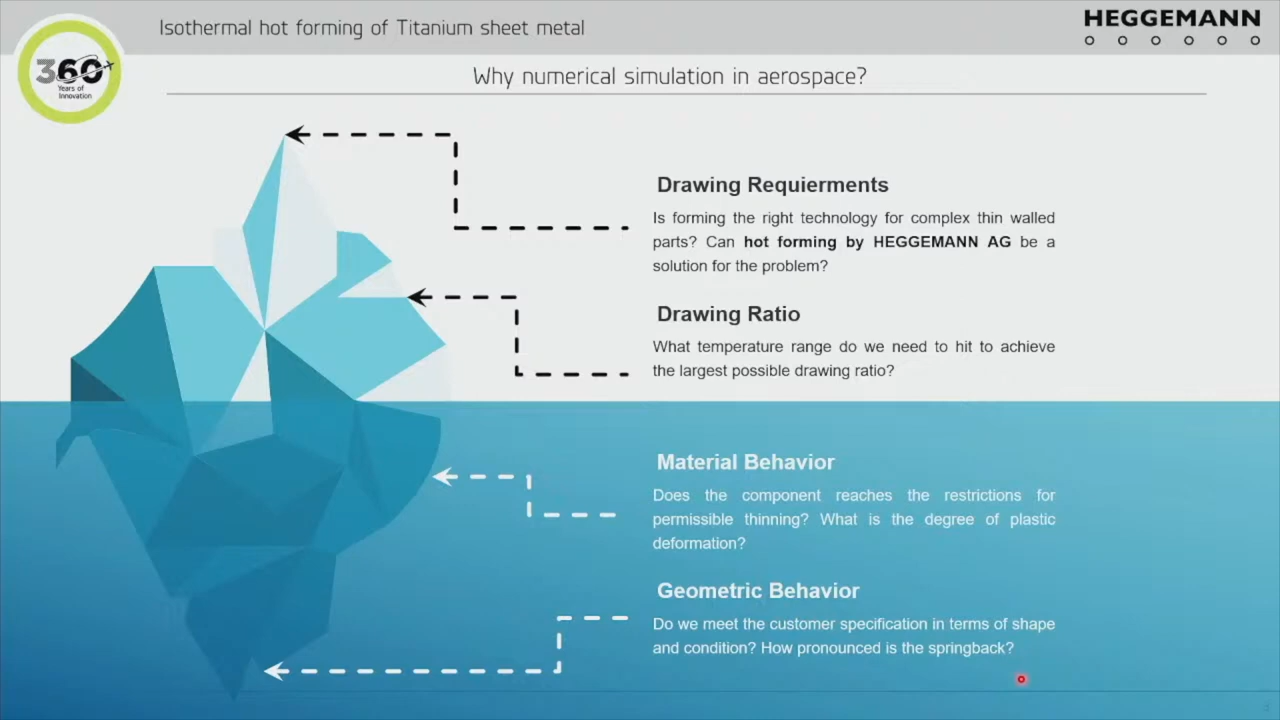 Isothermal hot forming of Titanium sheet metal
HEGGEMANN
360
Years of
Innovation
Why numerical simulation in aerospace?
Drawing Requierments
Is forming the right technology for complex thin walled
parts? Can hot forming by HEGGEMANN AG be a
solution for the problem?
Drawing Ratio
What temperature range do we need to hit to achieve
the largest possible drawing ratio?
Material Behavior
Does the component reaches the restrictions for
permissible thinning? What is the degree of plastic
deformation?
Geometric Behavior
Do we meet the customer specification in terms of shape
and condition? How pronounced is the springback?